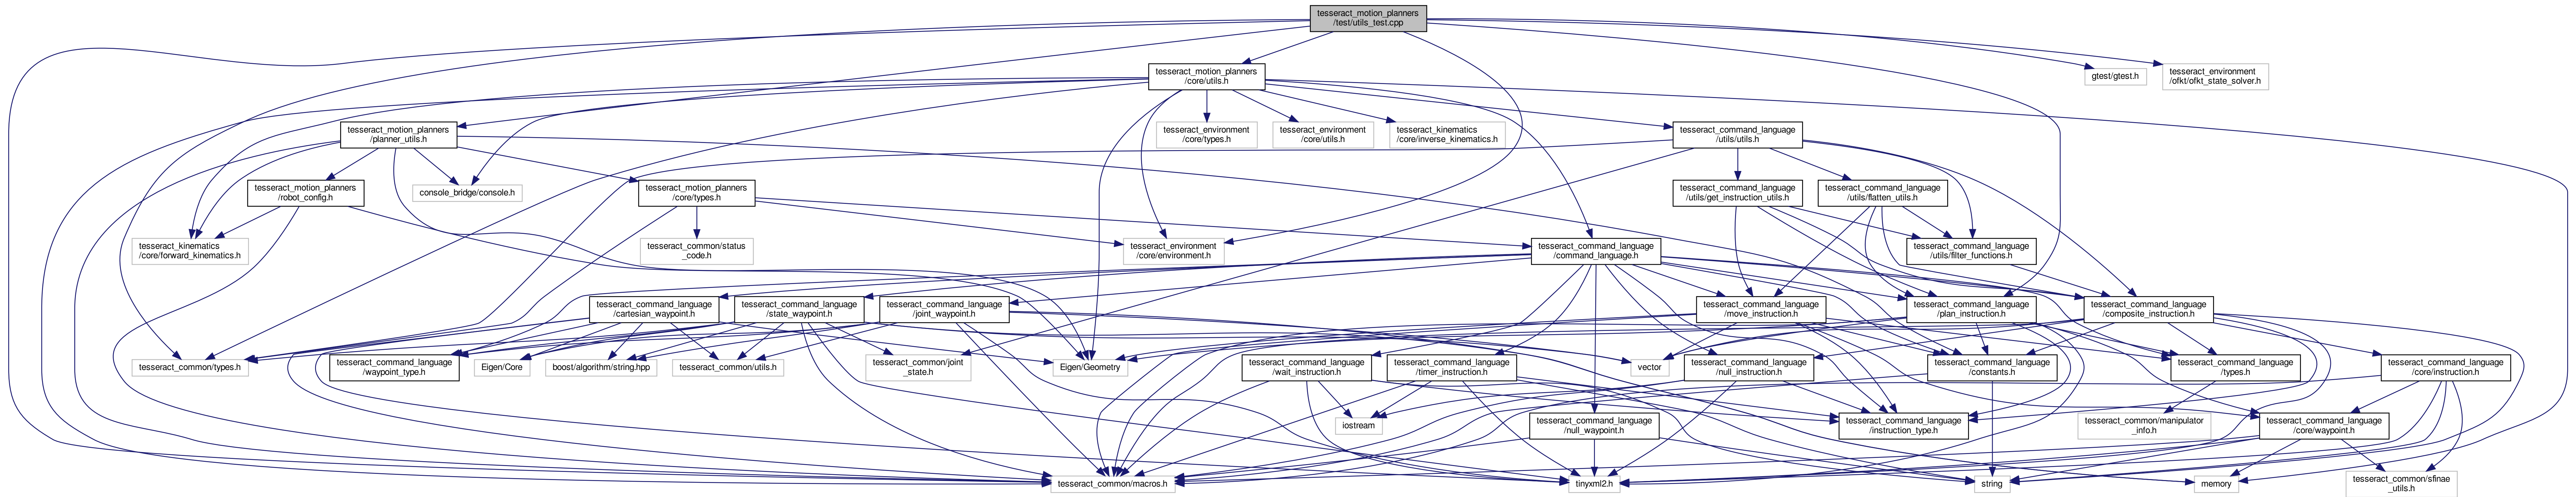 tesseract_motion_planners
/test/utils_test.cpp
tesseract_motion_planners
/core/utils.h
gtest/gtest.h
tesseract_environment
/ofkt/ofkt_state_solver.h
tesseract_motion_planners
/planner_utils.h
tesseract_environment
/core/types.h
tesseract_environment
/core/utils.h
tesseract_kinematics
/core/inverse_kinematics.h
tesseract_command_language
/utils/utils.h
tesseract_motion_planners
/robot_config.h
console_bridge/console.h
tesseract_motion_planners
/core/types.h
tesseract_command_language
/utils/get_instruction_utils.h
tesseract_command_language
/utils/flatten_utils.h
tesseract_kinematics
/core/forward_kinematics.h
tesseract_common/status
_code.h
tesseract_environment
/core/environment.h
tesseract_command_language
/command_language.h
tesseract_command_language
/utils/filter_functions.h
tesseract_command_language
/cartesian_waypoint.h
tesseract_command_language
/state_waypoint.h
tesseract_command_language
/joint_waypoint.h
tesseract_command_language
/move_instruction.h
tesseract_command_language
/plan_instruction.h
tesseract_command_language
/composite_instruction.h
tesseract_common/types.h
tesseract_command_language
/waypoint_type.h
Eigen/Core
boost/algorithm/string.hpp
tesseract_common/utils.h
tesseract_common/joint
_state.h
Eigen/Geometry
tesseract_command_language
/wait_instruction.h
tesseract_command_language
/timer_instruction.h
vector
tesseract_command_language
/null_instruction.h
tesseract_command_language
/constants.h
tesseract_command_language
/types.h
tesseract_command_language
/core/instruction.h
iostream
tesseract_command_language
/null_waypoint.h
tesseract_command_language
/instruction_type.h
tesseract_common/manipulator
_info.h
tesseract_command_language
/core/waypoint.h
tesseract_common/macros.h
tinyxml2.h
string
memory
tesseract_common/sfinae
_utils.h